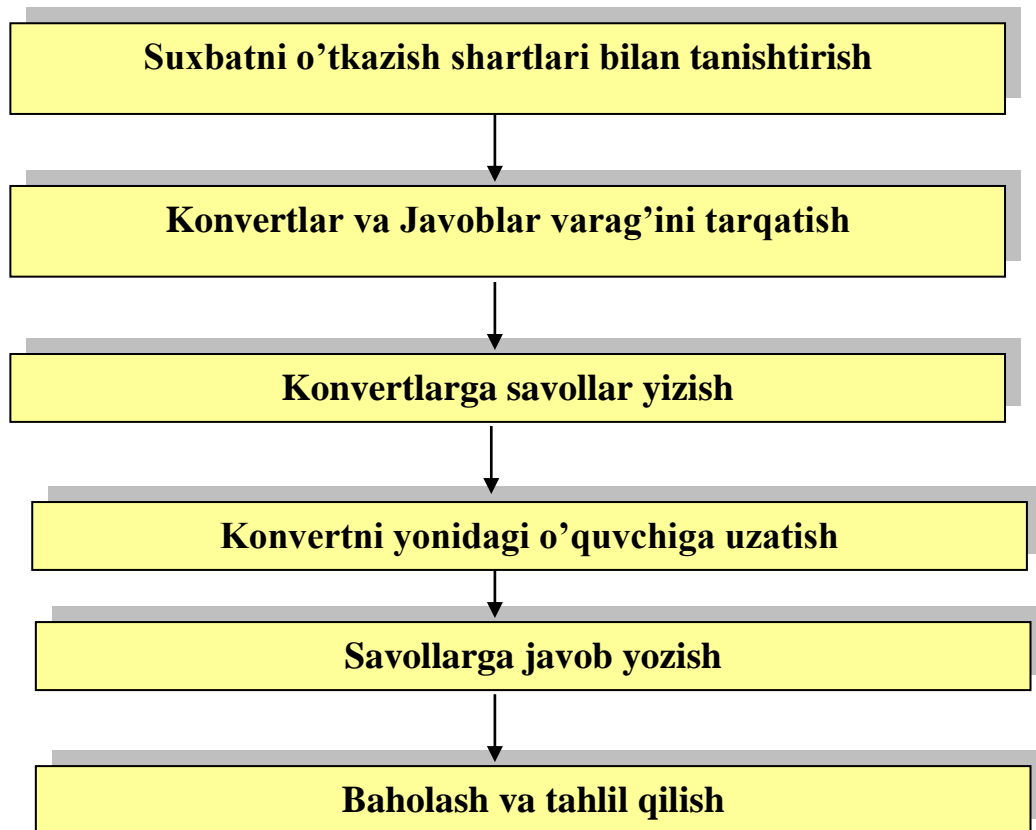 Suxbatni o’tkazish shartlari bilan tanishtirish
Konvertlar va Javoblar varag’ini tarqatish
Konvertlarga savollar yizish
Konvertni yonidagi o’quvchiga uzatish
Savollarga javob yozish
Baholash va tahlil qilish